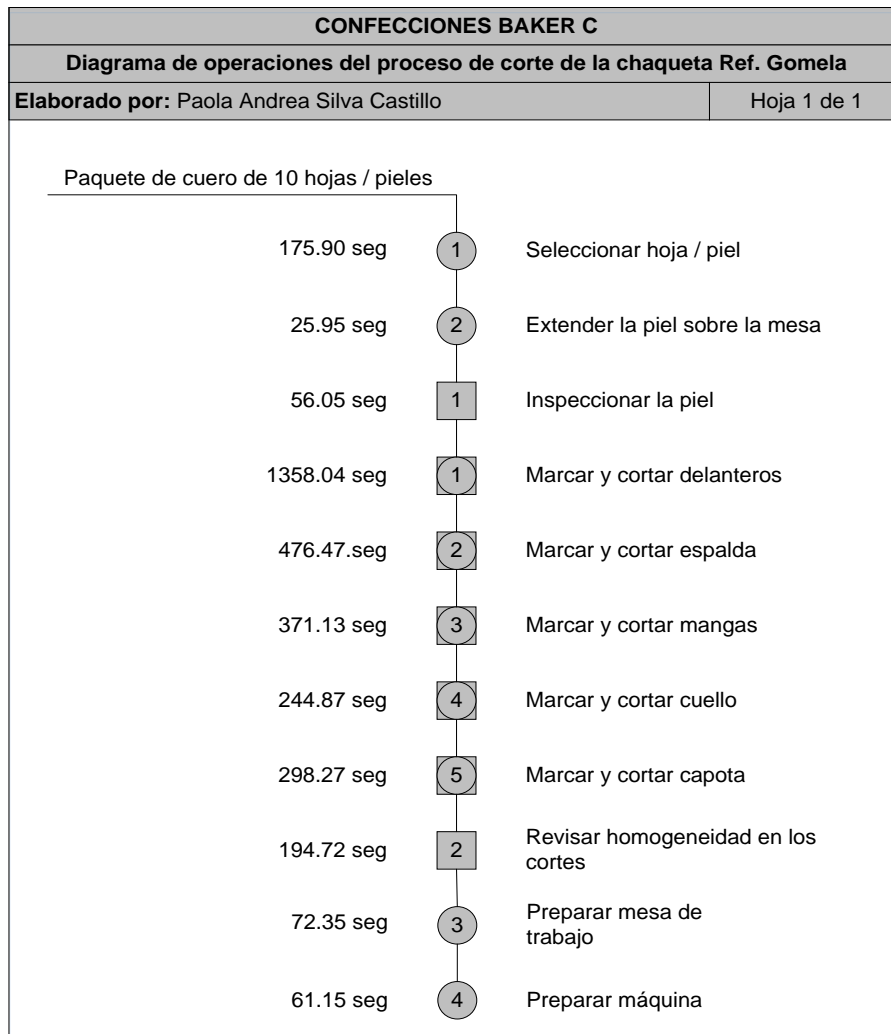 CONFECCIONES BAKER C
Diagrama de operaciones del proceso de corte de la chaqueta Ref. Gomela
Elaborado por: Paola Andrea Silva Castillo Hoja 1 de 1
Paquete de cuero de 10 hojas / pieles
175.90 seg 1 Seleccionar hoja / piel
25.95 seg 2 Extender la piel sobre la mesa
56.05 seg 1 Inspeccionar la piel
1358.04 seg 1 Marcar y cortar delanteros
476.47.seg 2 Marcar y cortar espalda
371.13 seg 3 Marcar y cortar mangas
244.87 seg 4 Marcar y cortar cuello
298.27 seg 5 Marcar y cortar capota
194.72 seg 2 Revisar homogeneidad en los
cortes
72.35 seg 3 Preparar mesa de
trabajo
61.15 seg 4 Preparar máquina